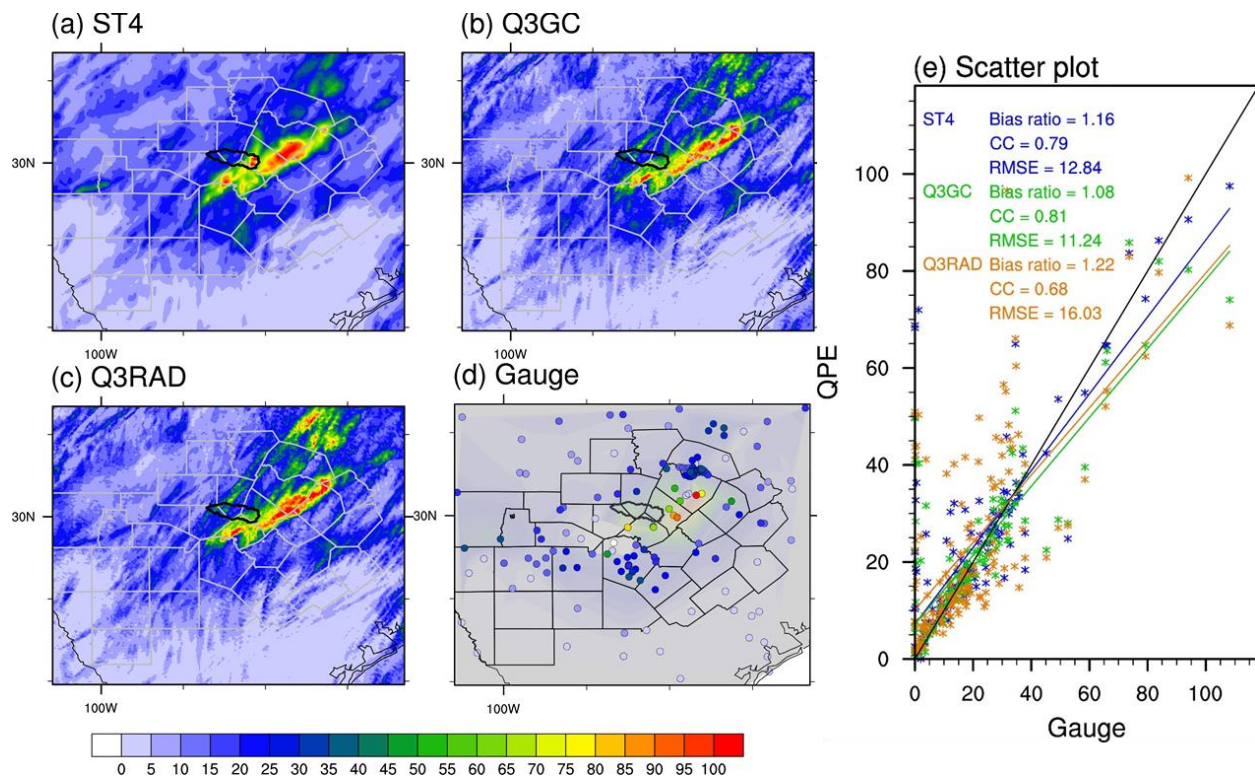 (a) ST4
30N
100W
(b) Q3GC
30N
100W
(c) Q3RAD
30N
100W
(d) Gauge
30N
100W
0 5 10 15 20 25 30 35 40 45 50 55 60 65 70 75 80 85 90 95 100
(e) Scatter plot
ST4 Bias ratio = 1.16
CC = 0.79
RMSE = 12.84
Q3GC Bias ratio = 1.08
CC = 0.81
RMSE = 11.24
Q3RAD Bias ratio = 1.22
CC = 0.68
RMSE = 16.03
QPE
100
80
60
40
20
0
0 20 40 60 80 100
Gauge